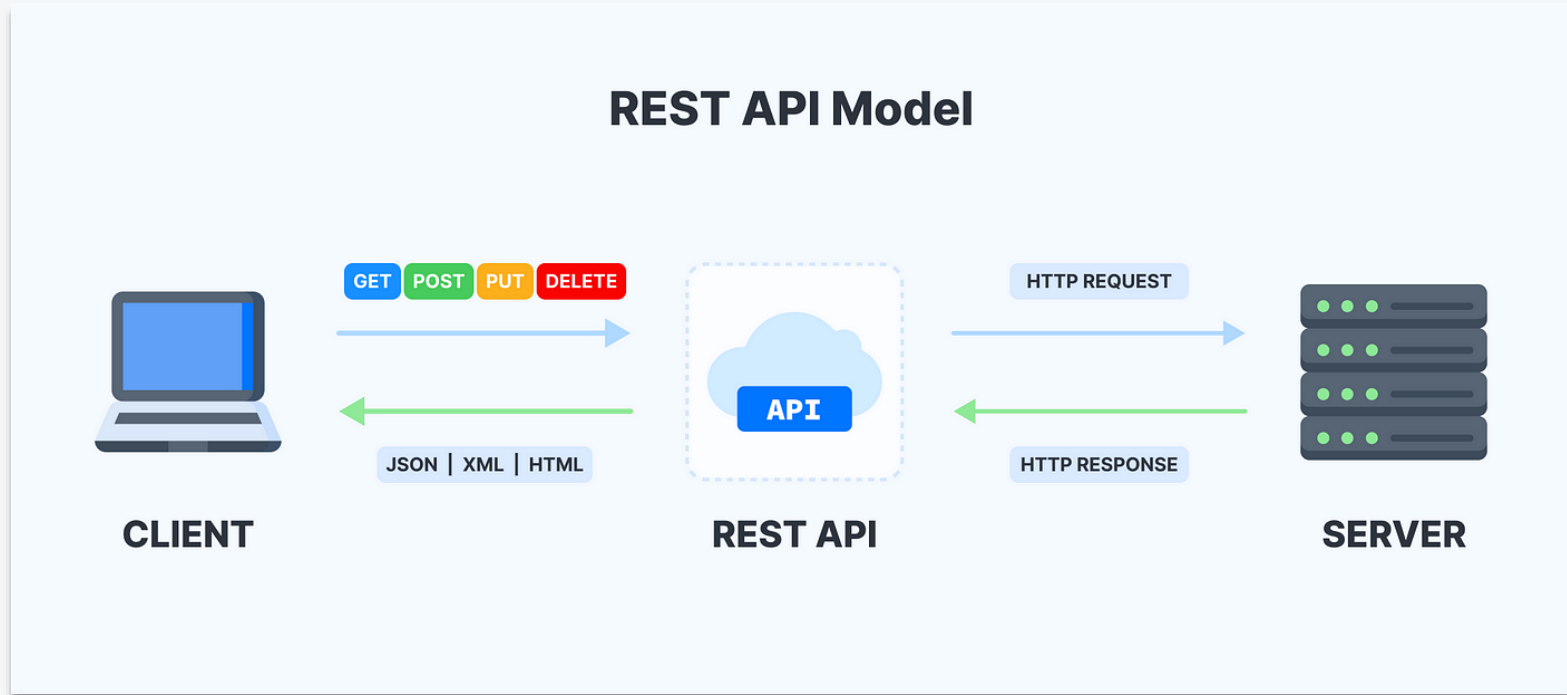 REST API Model
GET POST PUT DELETE
HTTP REQUEST
API
JSON | XML | HTML
HTTP RESPONSE
CLIENT
REST API
SERVER